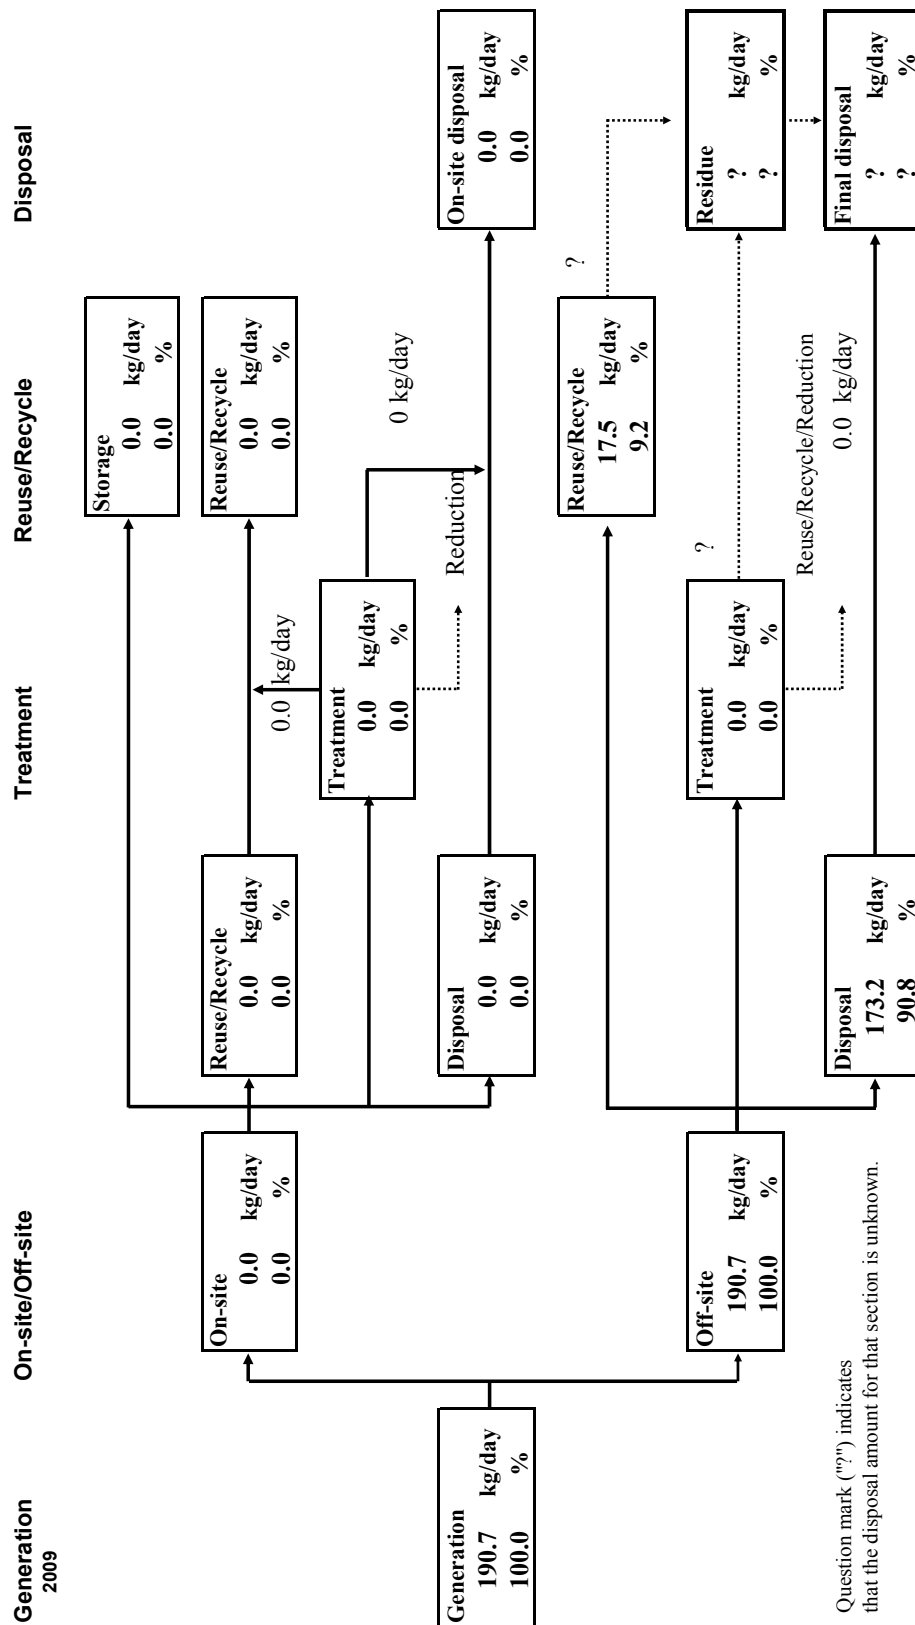 Generation
2009
On-site/Off-site
Treatment
Reuse/Recycle
Disposal
Storage
0.0 kg/day
0.0 %
On-site
0.0 kg/day
0.0 %
Reuse/Recycle
0.0 kg/day
0.0 %
Reuse/Recycle
0.0 kg/day
0.0 %
0.0 kg/day
Treatment
0.0 kg/day
0.0 %
0 kg/day
Reduction
Generation
190.7 kg/day
100.0 %
Disposal
0.0 kg/day
0.0 %
On-site disposal
0.0 kg/day
0.0 %
Reuse/Recycle
17.5 kg/day
9.2 %
?
Off-site
190.7 kg/day
100.0 %
Treatment
0.0 kg/day
0.0 %
?
Residue
? kg/day
? %
Reuse/Recycle/Reduction
0.0 kg/day
Disposal
173.2 kg/day
90.8 %
Final disposal
? kg/day
? %
Question mark ("?") indicates
that the disposal amount for that section is unknown.